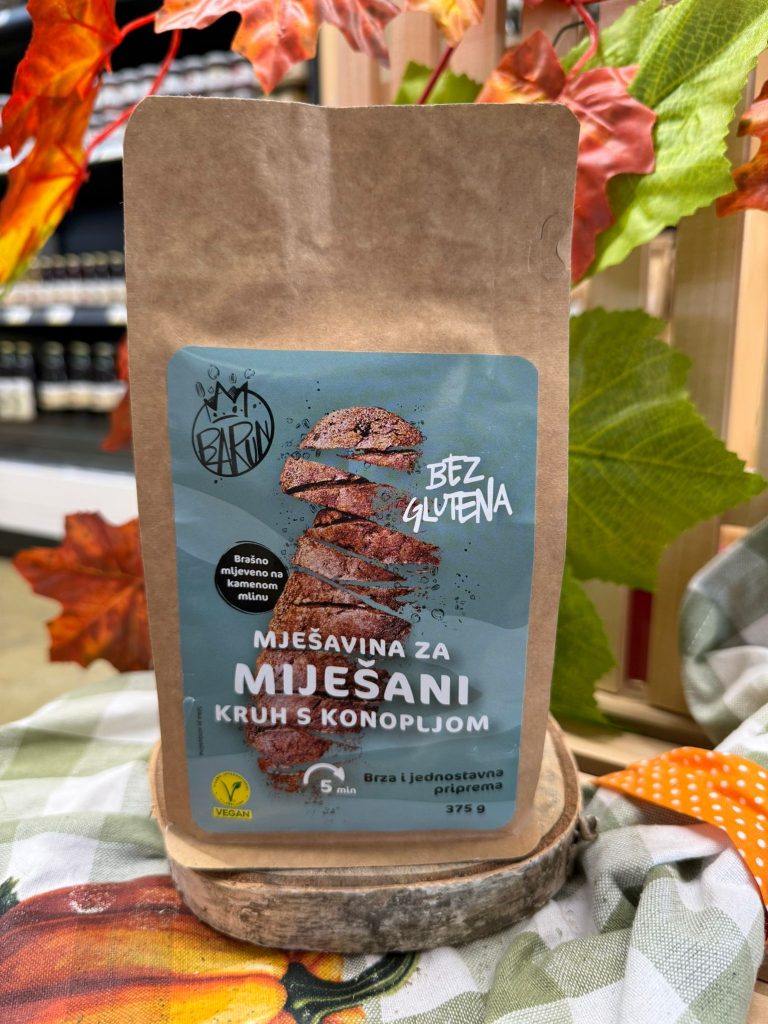 BARUN
BEZ
GLUTENA
Brašno
mljeveno na
kamenom
mlinu
MJEŠAVINA ZA
MIJEŠANI
KRUH S KONOPLJOM
5 min
Brza i jednostavna
priprema
375 g
VEGAN